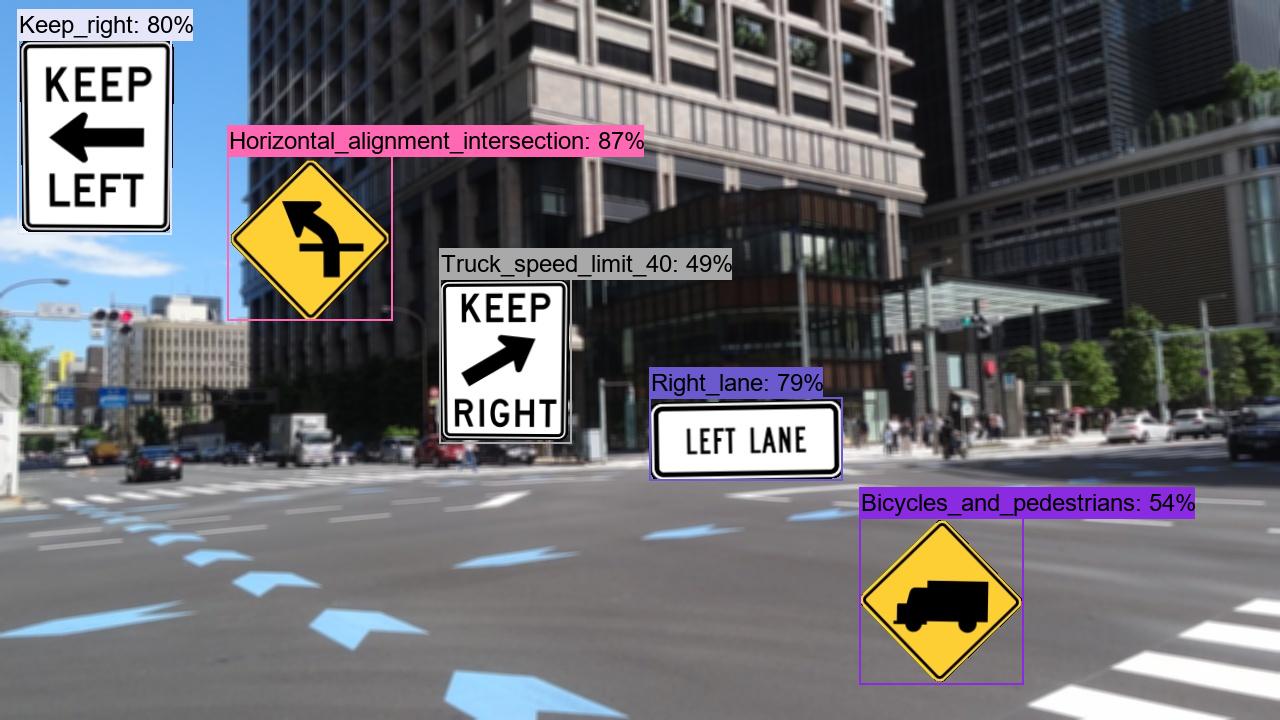 Keep_right: 80%
KEEP
LEFT
Horizontal_alignment_intersection: 87%
Truck_speed_limit_40: 49%
KEEP
RIGHT
Right_lane: 79%
LEFT LANE
Bicycles_and_pedestrians: 54%